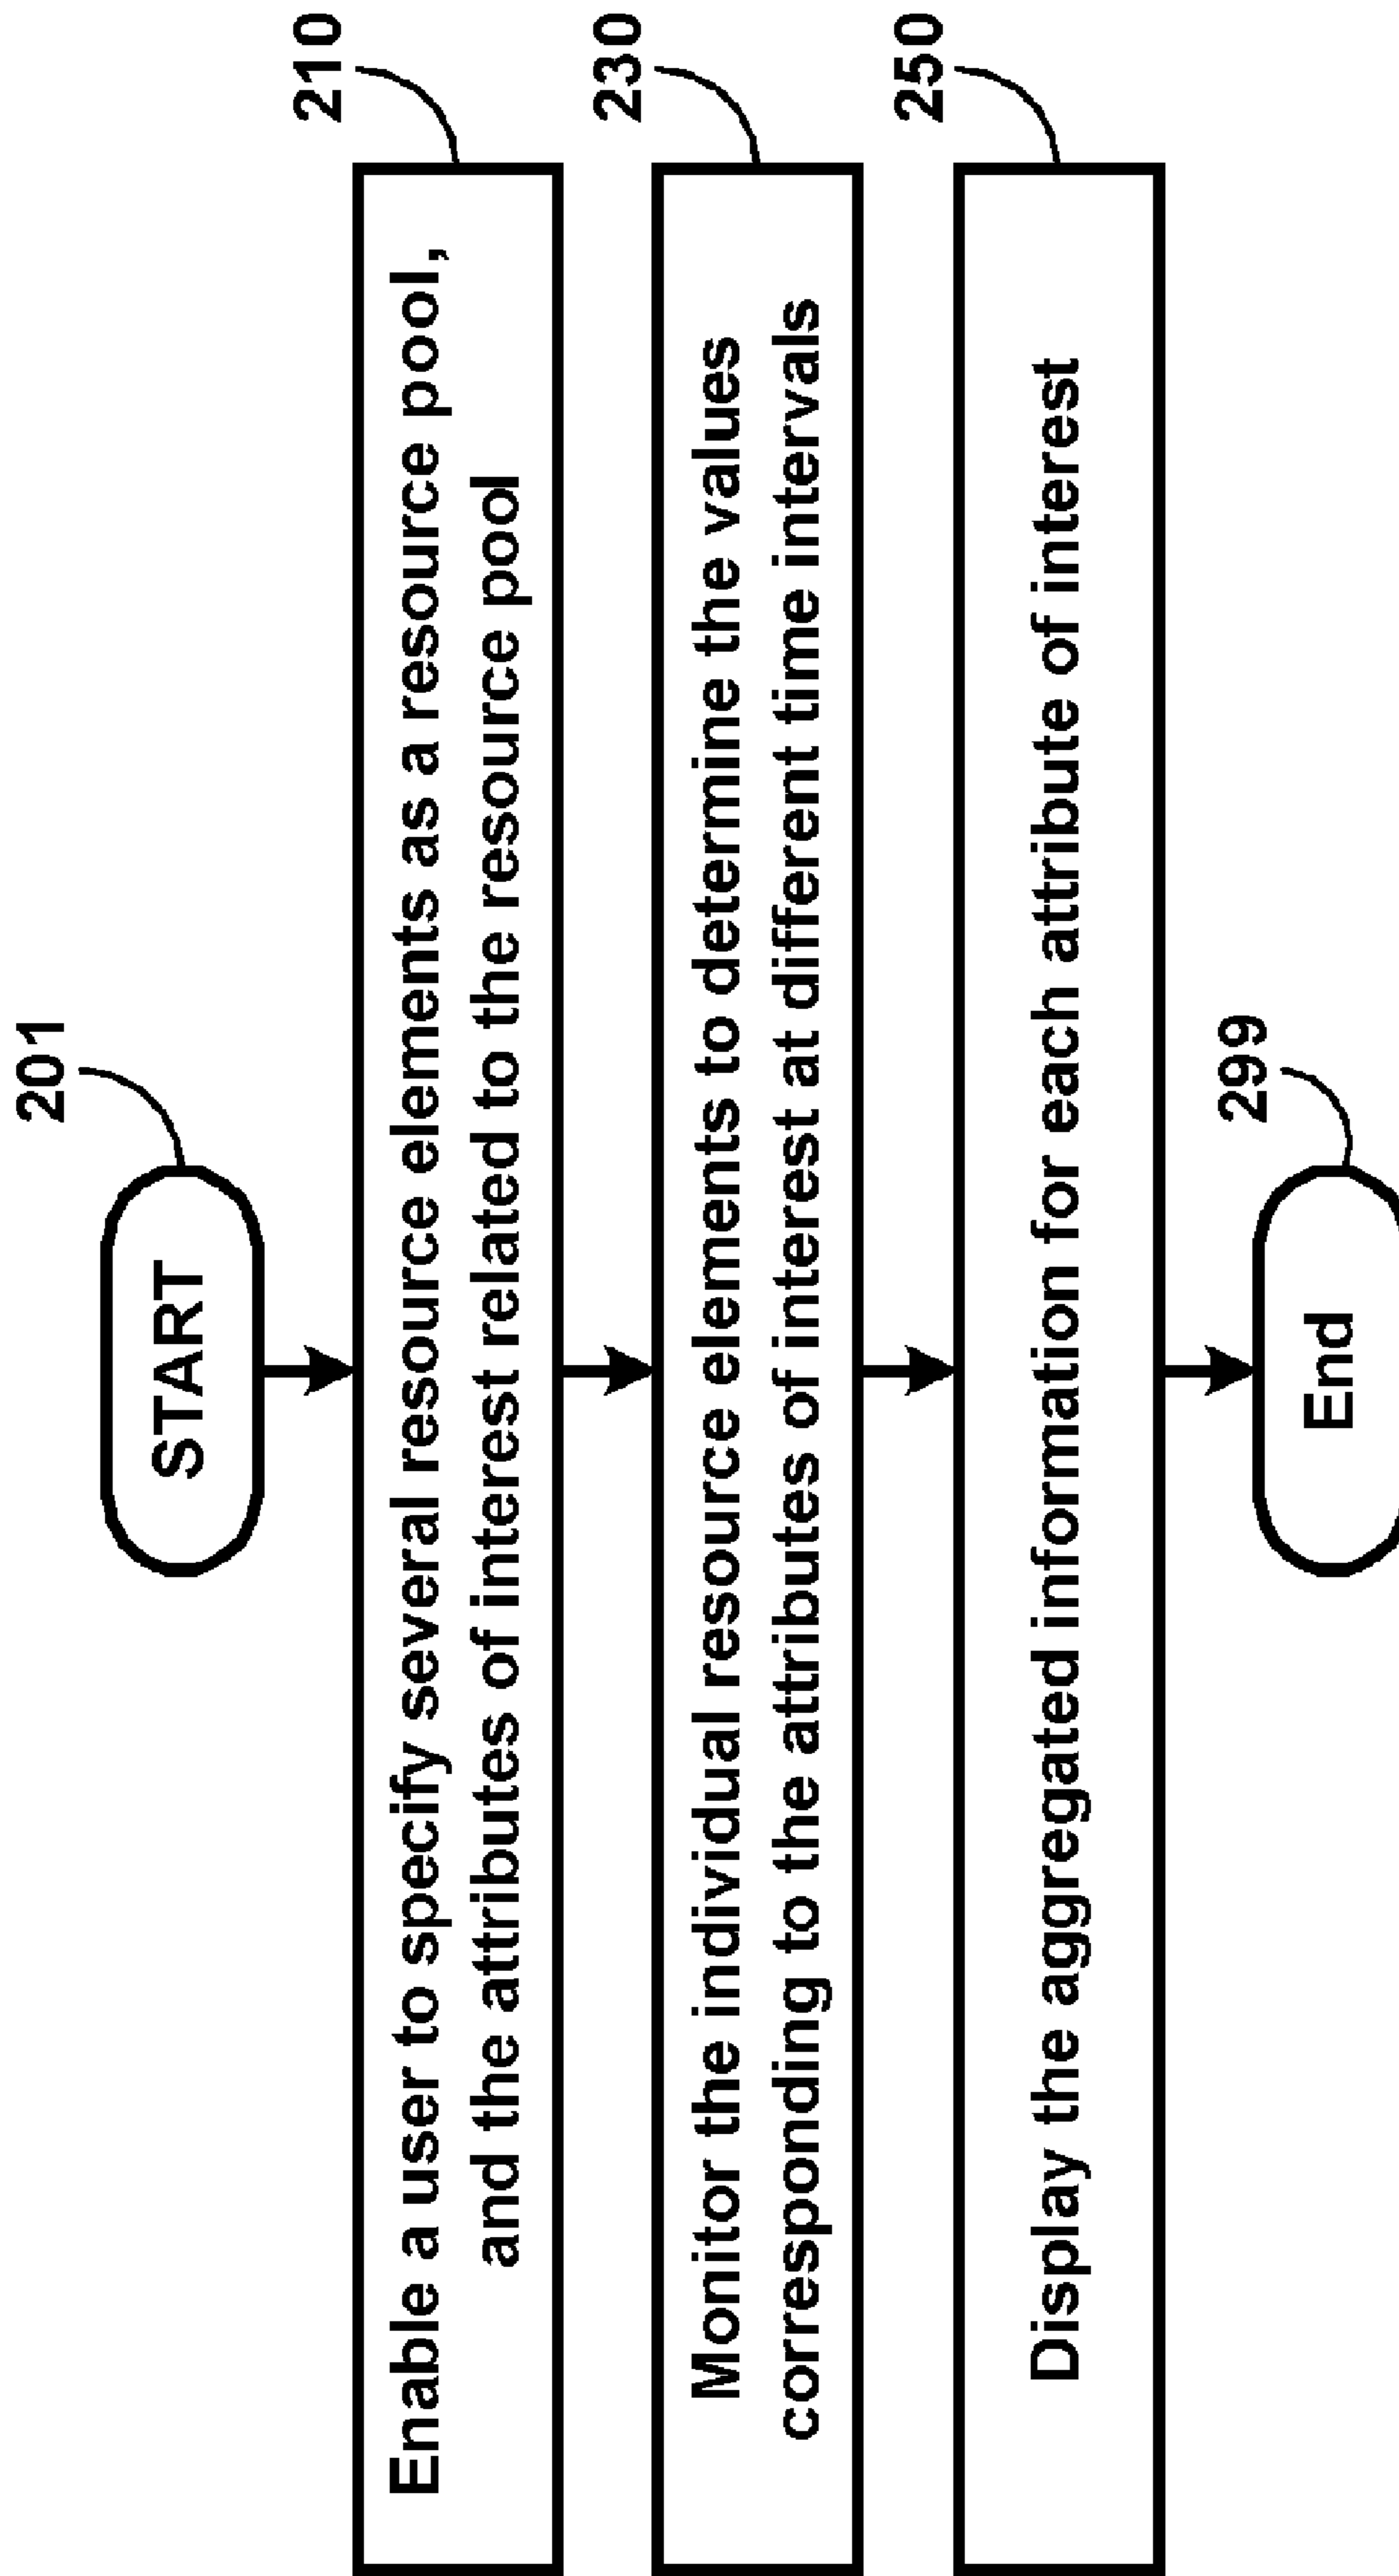 201
START
210
Enable a user to specify several resource elements as a resource pool,
and the attributes of interest related to the resource pool
230
Monitor the individual resource elements to determine the values
corresponding to the attributes of interest at different time intervals
250
Display the aggregated information for each attribute of interest
299
End